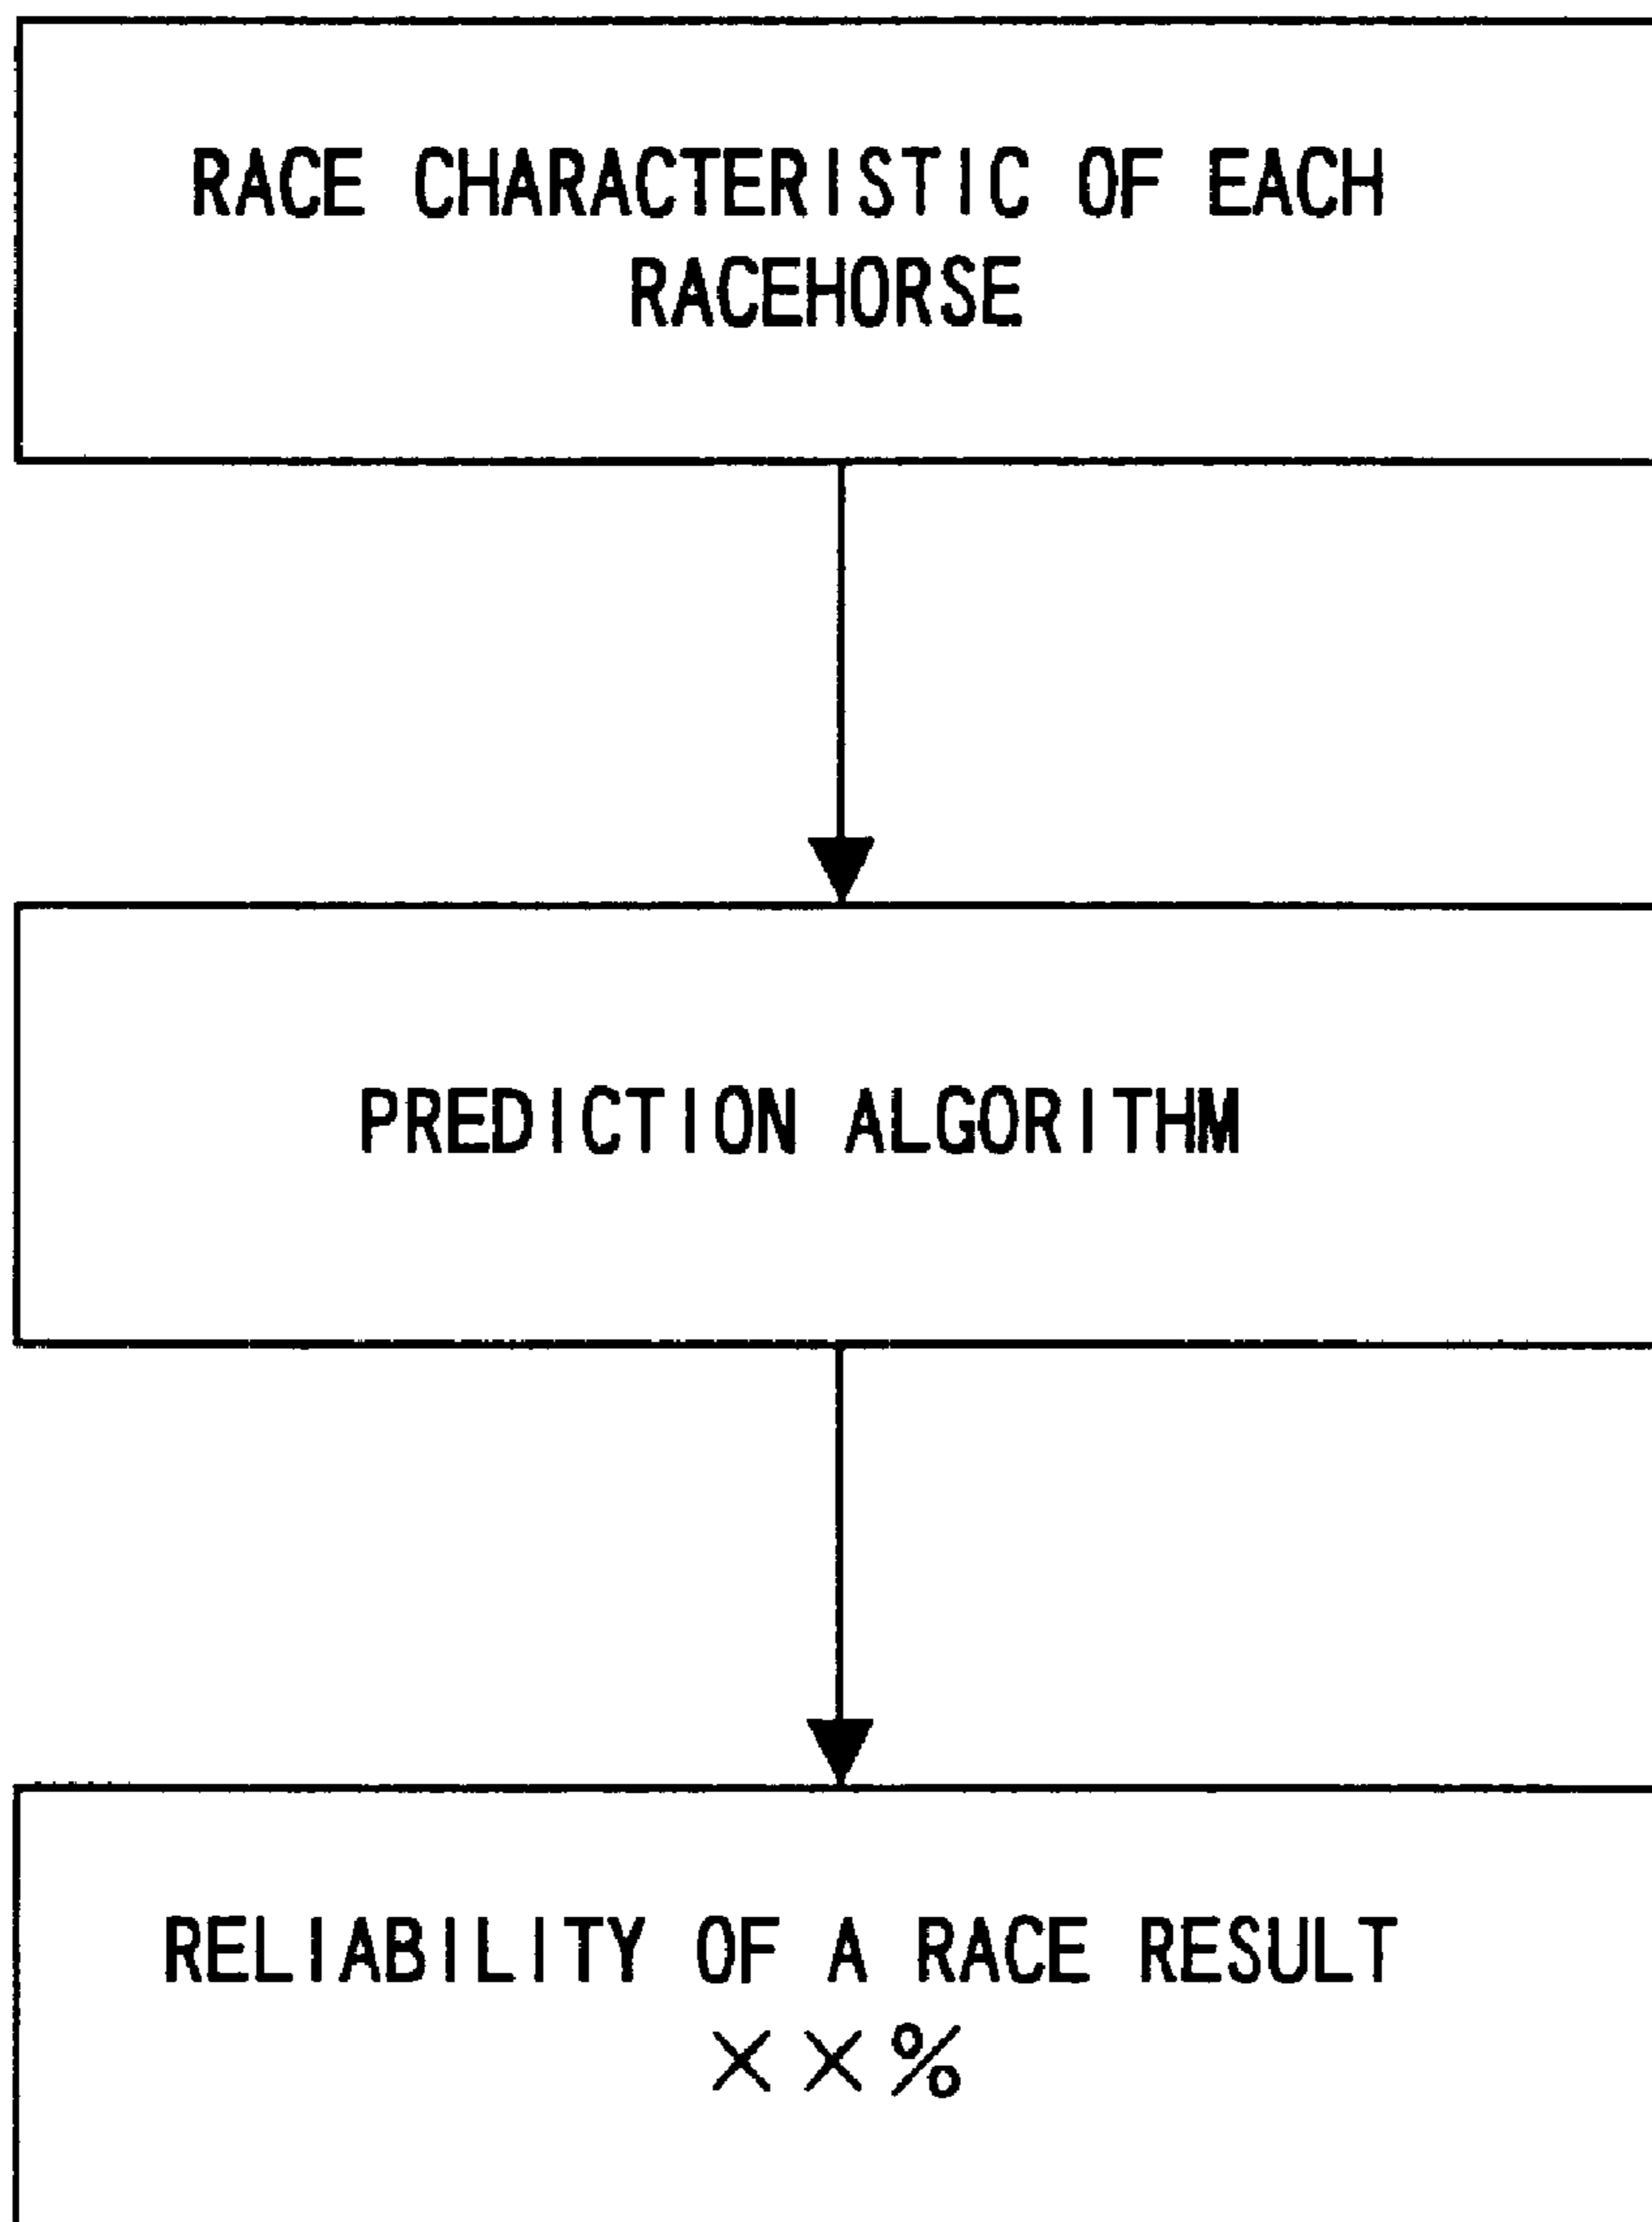 RACE CHARACTERISTIC OF EACH
RACEHORSE
PREDICTION ALGORITHM
RELIABILITY OF A RACE RESULT
××%